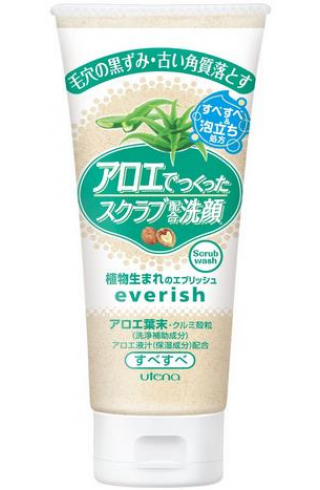 毛穴の黒ずみ・古い角質落とす
すべすべ
&
泡立ち
処方
アロエでつくった
スクラブ配合洗顔
Scrub
wash
植物生まれのエブリッシュ
everish
アロエ葉末・クルミ殻粒
(洗浄補助成分)
アロエ液汁(保湿成分)配合
すべすべ
utena